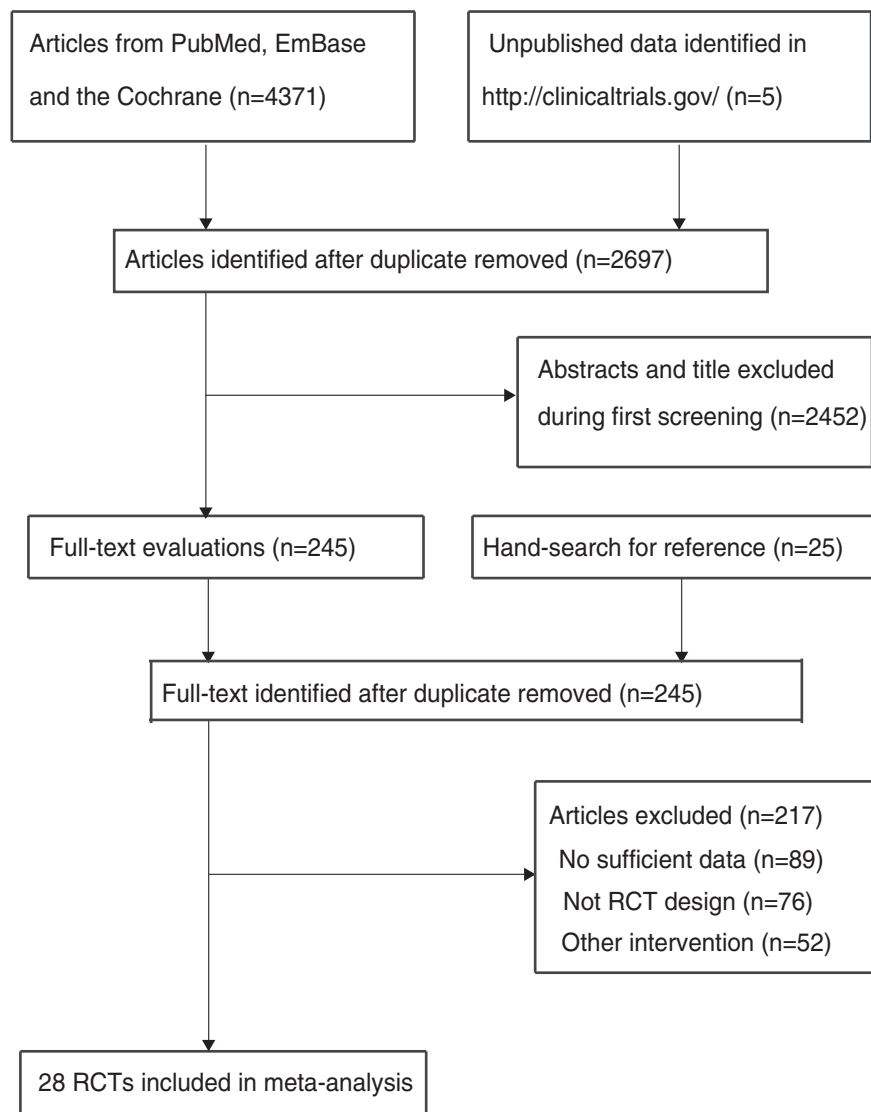 Articles from PubMed, EmBase
and the Cochrane (n=4371)
Unpublished data identified in
http://clinicaltrials.gov/ (n=5)
Articles identified after duplicate removed (n=2697)
Abstracts and title excluded
during first screening (n=2452)
Full-text evaluations (n=245)
Hand-search for reference (n=25)
Full-text identified after duplicate removed (n=245)
Articles excluded (n=217)
No sufficient data (n=89)
Not RCT design (n=76)
Other intervention (n=52)
28 RCTs included in meta-analysis